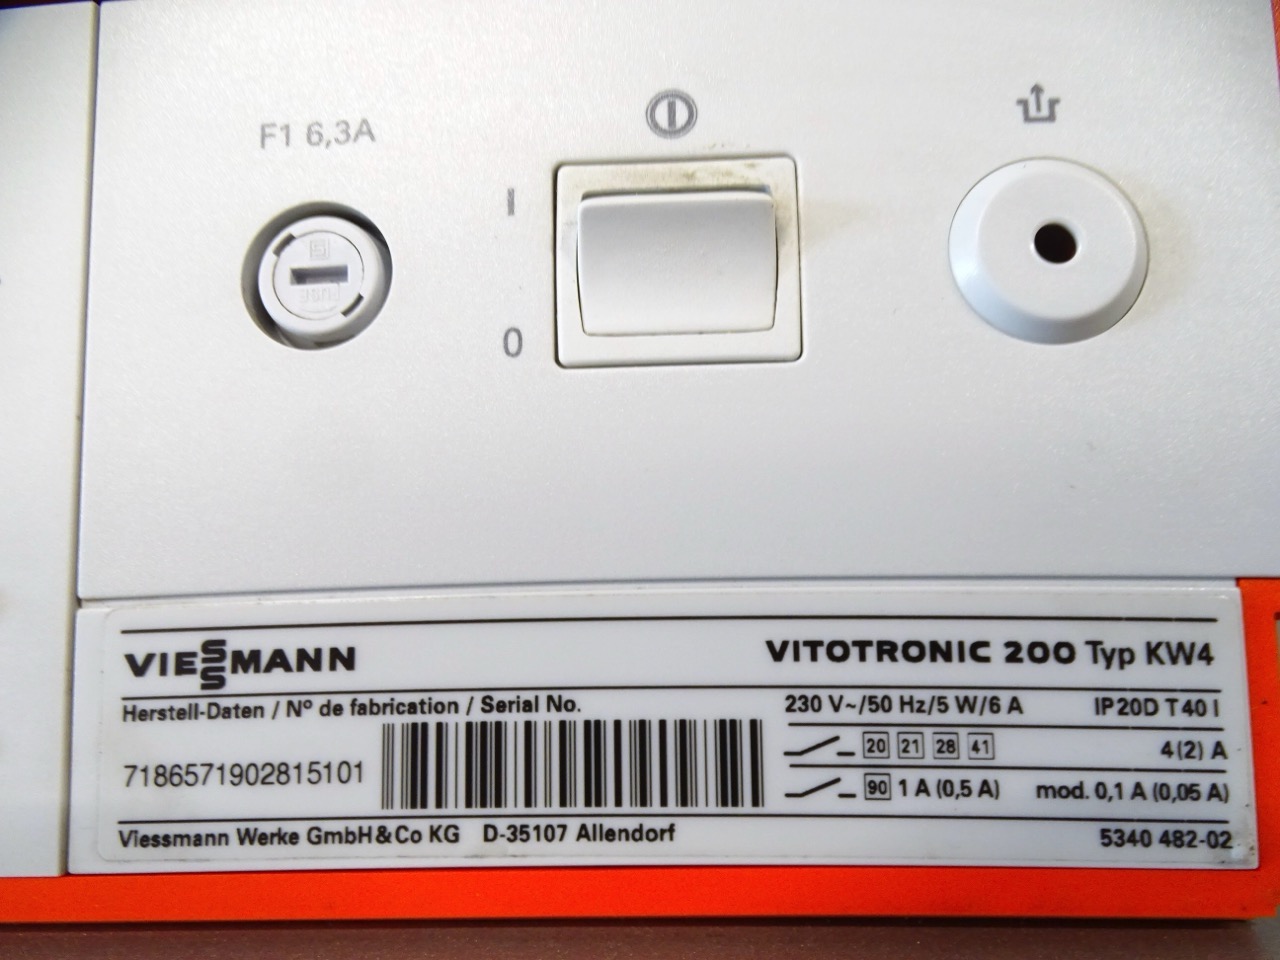 F1 6,3A
I
0
VIESSMANN
VITOTRONIC 200 Typ KW4
Herstell-Daten / Nº de fabrication / Serial No.
230 V~/50 Hz/5 W/6 A IP20D T40 I
7186571902815101
20 21 28 41 4(2) A
90 1 A (0,5 A) mod. 0,1 A (0,05 A)
Viessmann Werke GmbH&Co KG D-35107 Allendorf
5340 482-02